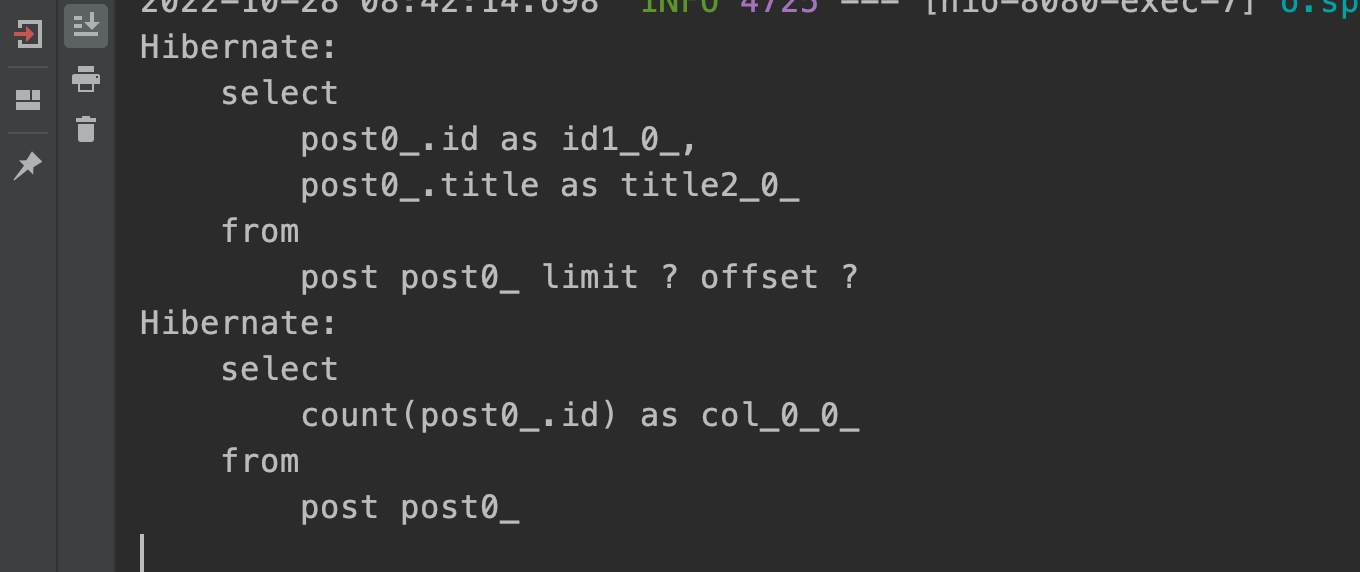 2022-10-28 08:42:14.698  INFO 4725 --- [nio-8080-exec-7] o.sp
Hibernate:
    select
        post0_.id as id1_0_,
        post0_.title as title2_0_
    from
        post post0_ limit ? offset ?
Hibernate:
    select
        count(post0_.id) as col_0_0_
    from
        post post0_